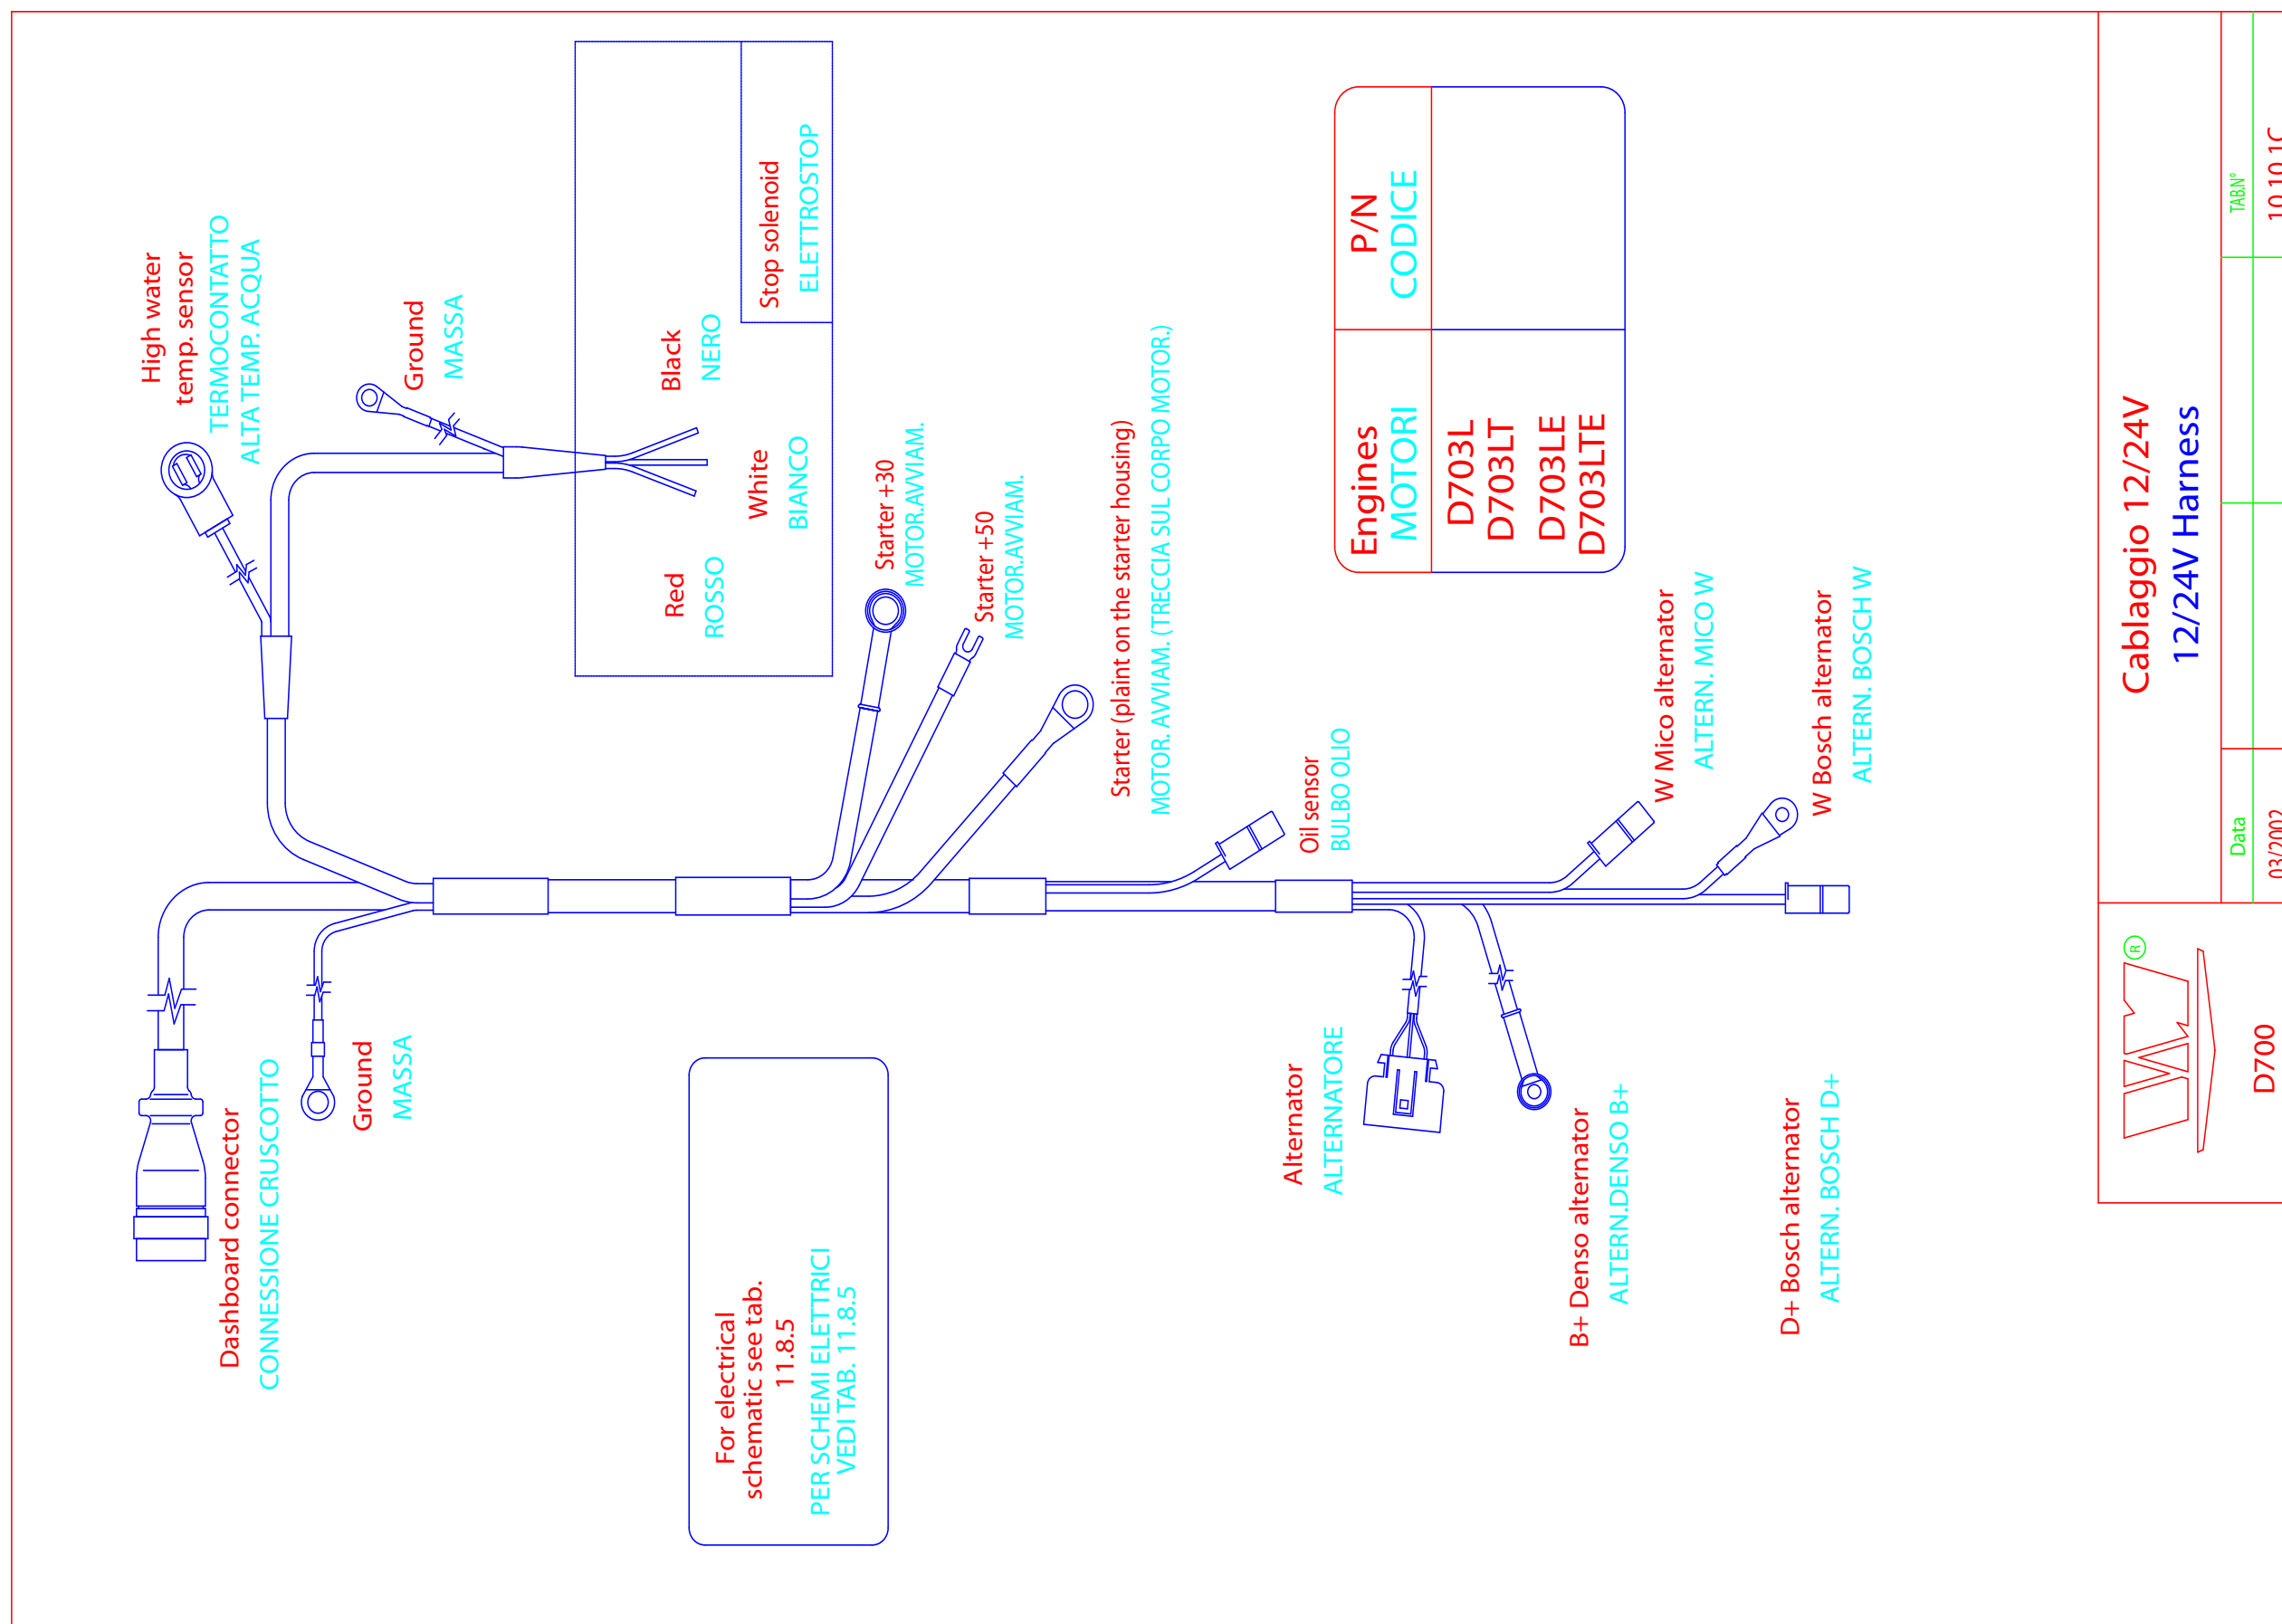 High water
temp. sensor
TERMOCONTATTO
ALTA TEMP. ACQUA
Ground
MASSA
Black
NERO
White
BIANCO
Red
ROSSO
Stop solenoid
ELETTROSTOP
Starter +30
MOTOR.AVVIAM.
Starter +50
MOTOR.AVVIAM.
Starter (plaint on the starter housing)
MOTOR. AVVIAM. (TRECCIA SUL CORPO MOTOR.)
Oil sensor
BULBO OLIO
Engines
MOTORI
P/N
CODICE
D703L
D703LT
D703LE
D703LTE
W Mico alternator
ALTERN. MICO W
W Bosch alternator
ALTERN. BOSCH W
Dashboard connector
CONNESSIONE CRUSCOTTO
Ground
MASSA
For electrical
schematic see tab.
11.8.5
PER SCHEMI ELETTRICI
VEDI TAB. 11.8.5
Alternator
ALTERNATORE
B+ Denso alternator
ALTERN.DENSO B+
D+ Bosch alternator
ALTERN. BOSCH D+
VM
®
D700
Cablaggio 12/24V
12/24V Harness
Data
03/2002
TAB.N°